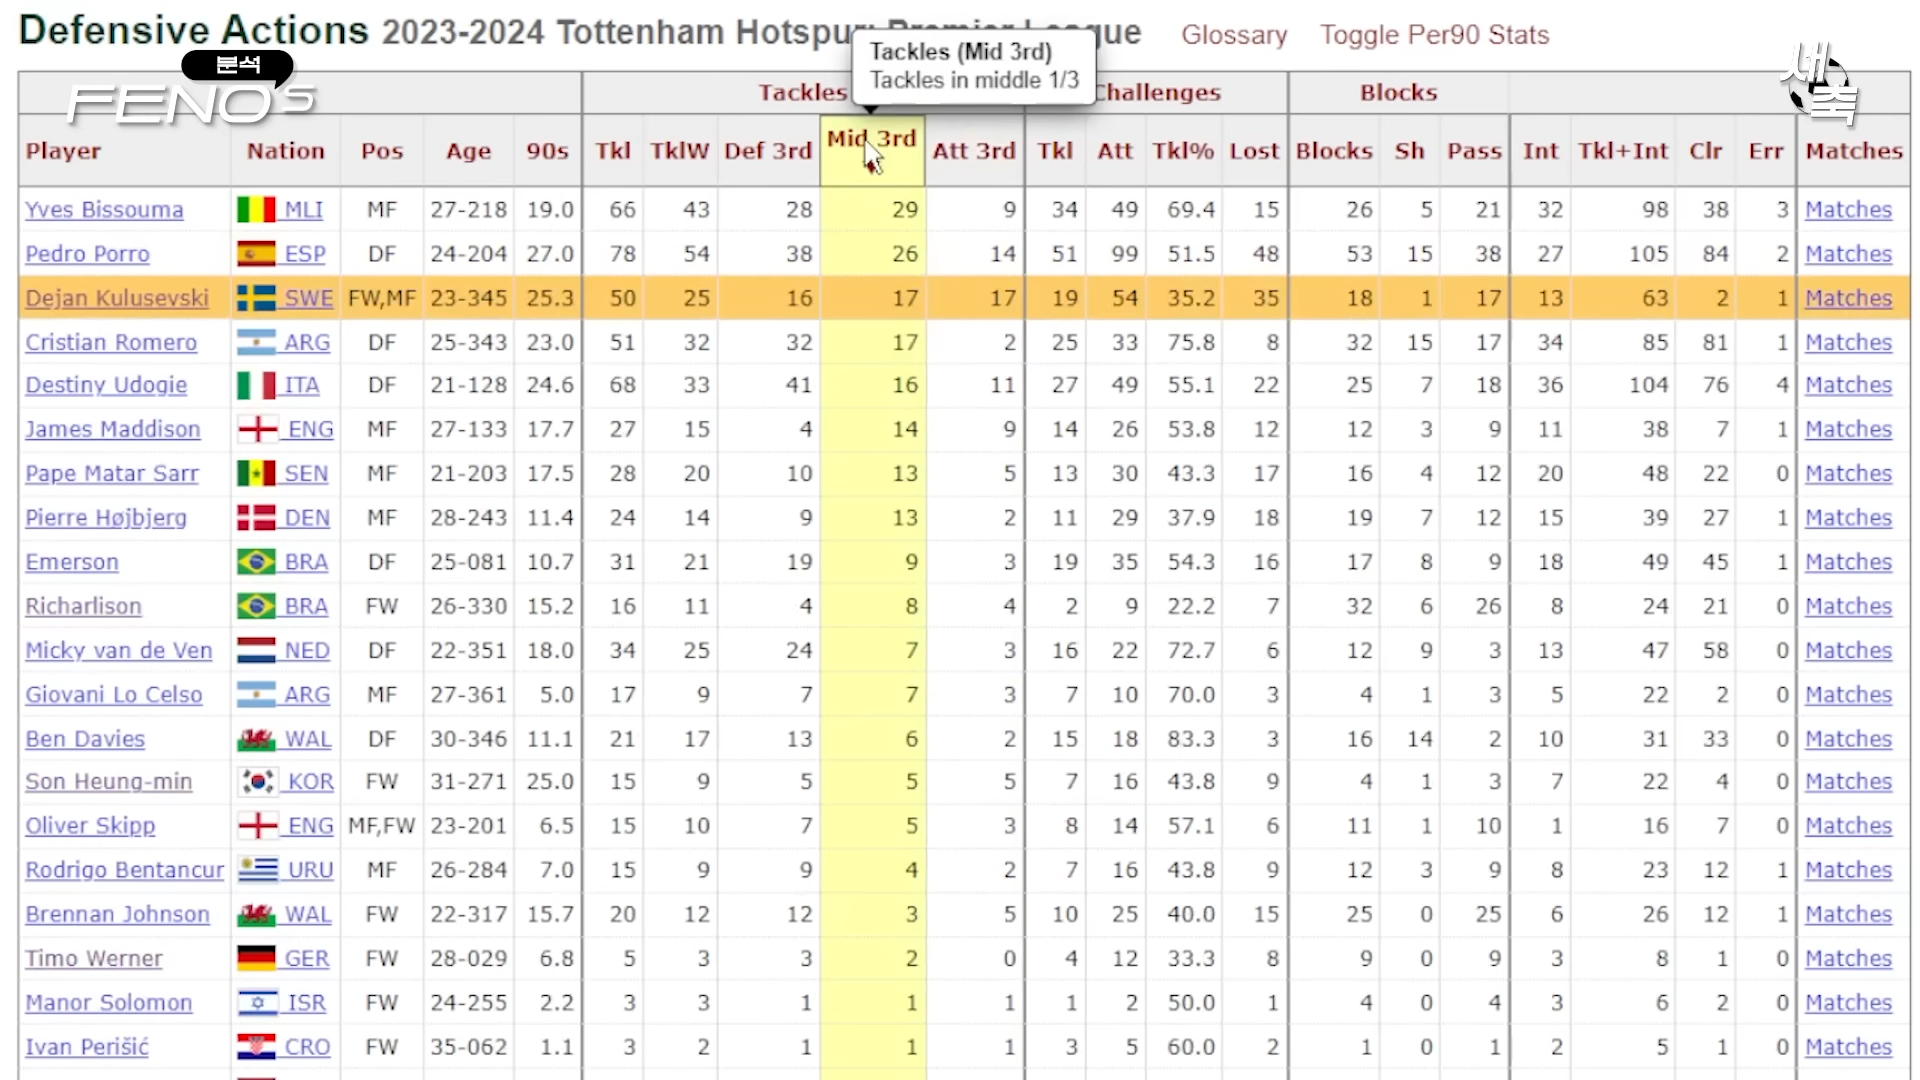 Defensive Actions 2023-2024 Tottenham Hotspur: Premier League Glossary Toggle Per90 Stats
Tackles (Mid 3rd)
Tackles in middle 1/3
분석
FENO's
세축
Tackles Challenges Blocks
Player Nation Pos Age 90s Tkl TklW Def 3rd Mid 3rd Att 3rd Tkl Att Tkl% Lost Blocks Sh Pass Int Tkl+Int Clr Err Matches
Yves Bissouma MLI MF 27-218 19.0 66 43 28 29 9 34 49 69.4 15 26 5 21 32 98 38 3 Matches
Pedro Porro ESP DF 24-204 27.0 78 54 38 26 14 51 99 51.5 48 53 15 38 27 105 84 2 Matches
Dejan Kulusevski SWE FW,MF 23-345 25.3 50 25 16 17 17 19 54 35.2 35 18 1 17 13 63 2 1 Matches
Cristian Romero ARG DF 25-343 23.0 51 32 32 17 2 25 33 75.8 8 32 15 17 34 85 81 1 Matches
Destiny Udogie ITA DF 21-128 24.6 68 33 41 16 11 27 49 55.1 22 25 7 18 36 104 76 4 Matches
James Maddison ENG MF 27-133 17.7 27 15 4 14 9 14 26 53.8 12 12 3 9 11 38 7 1 Matches
Pape Matar Sarr SEN MF 21-203 17.5 28 20 10 13 5 13 30 43.3 17 16 4 12 20 48 22 0 Matches
Pierre Højbjerg DEN MF 28-243 11.4 24 14 9 13 2 11 29 37.9 18 19 7 12 15 39 27 1 Matches
Emerson BRA DF 25-081 10.7 31 21 19 9 3 19 35 54.3 16 17 8 9 18 49 45 1 Matches
Richarlison BRA FW 26-330 15.2 16 11 4 8 4 2 9 22.2 7 32 6 26 8 24 21 0 Matches
Micky van de Ven NED DF 22-351 18.0 34 25 24 7 3 16 22 72.7 6 12 9 3 13 47 58 0 Matches
Giovani Lo Celso ARG MF 27-361 5.0 17 9 7 7 3 7 10 70.0 3 4 1 3 5 22 2 0 Matches
Ben Davies WAL DF 30-346 11.1 21 17 13 6 2 15 18 83.3 3 16 14 2 10 31 33 0 Matches
Son Heung-min KOR FW 31-271 25.0 15 9 5 5 5 7 16 43.8 9 4 1 3 7 22 4 0 Matches
Oliver Skipp ENG MF,FW 23-201 6.5 15 10 7 5 3 8 14 57.1 6 11 1 10 1 16 7 0 Matches
Rodrigo Bentancur URU MF 26-284 7.0 15 9 9 4 2 7 16 43.8 9 12 3 9 8 23 12 1 Matches
Brennan Johnson WAL FW 22-317 15.7 20 12 12 3 5 10 25 40.0 15 25 0 25 6 26 12 1 Matches
Timo Werner GER FW 28-029 6.8 5 3 3 2 0 4 12 33.3 8 9 0 9 3 8 1 0 Matches
Manor Solomon ISR FW 24-255 2.2 3 3 1 1 1 1 2 50.0 1 4 0 4 3 6 2 0 Matches
Ivan Perišić CRO FW 35-062 1.1 3 2 1 1 1 3 5 60.0 2 1 0 1 2 5 1 0 Matches